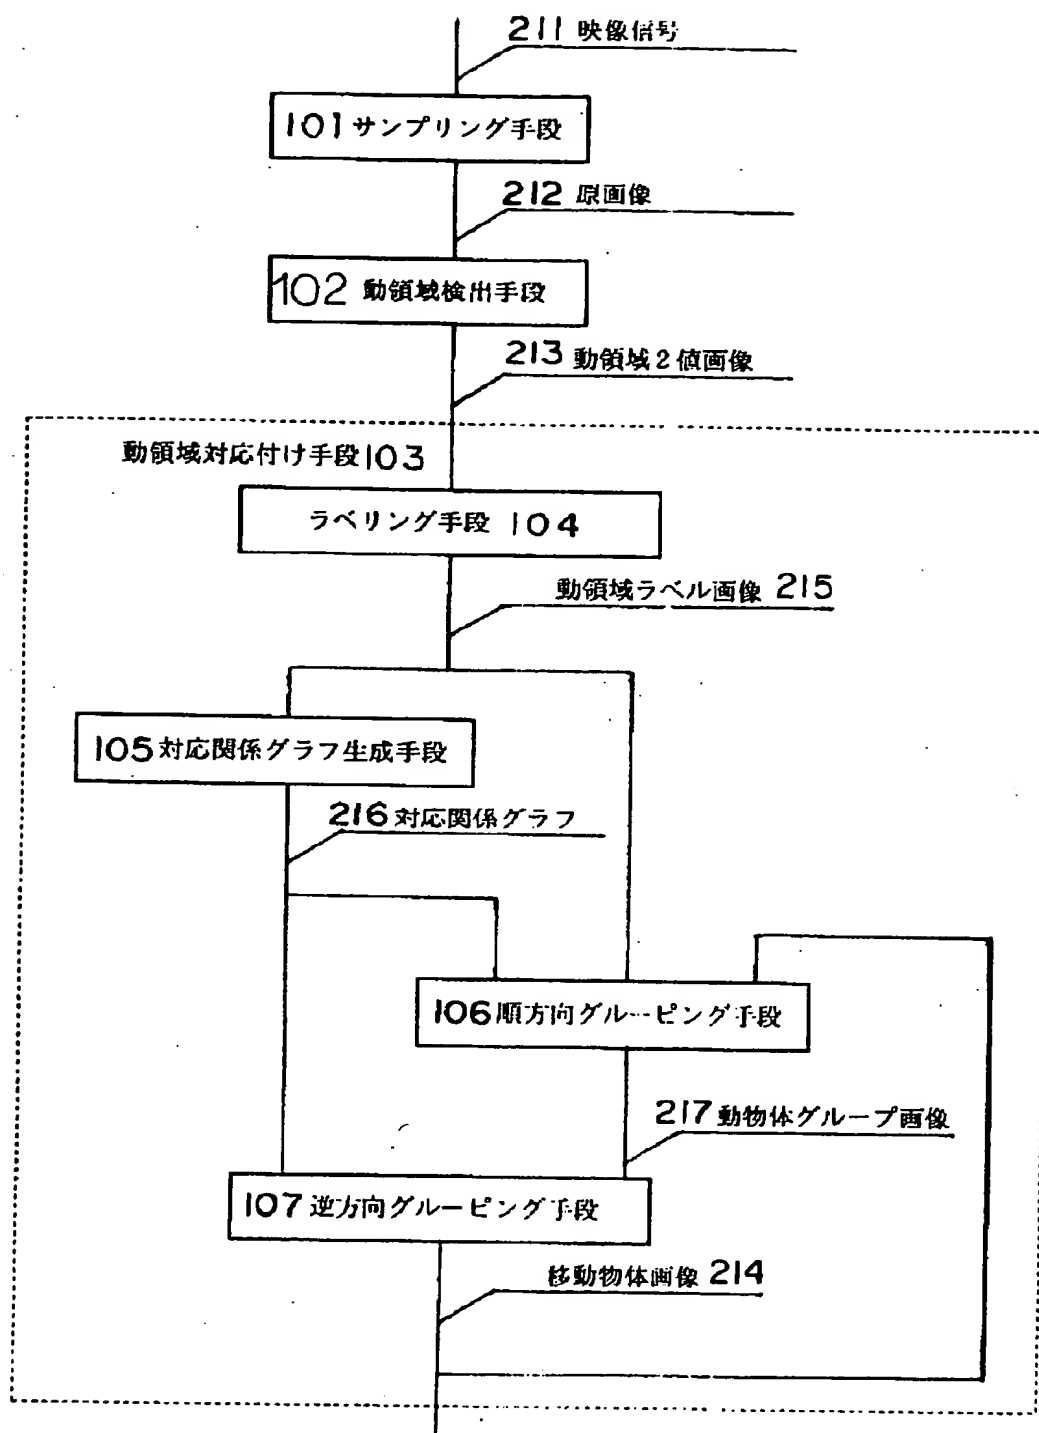 211 映像信号
101 サンプリング手段
212 原画像
102 動領域検出手段
213 動領域2値画像
動領域対応付け手段103
ラベリング手段 104
動領域ラベル画像 215
105 対応関係グラフ生成手段
216 対応関係グラフ
106 順方向グルーピング手段
217 動物体グループ画像
107 逆方向グルーピング手段
移動物体画像 214